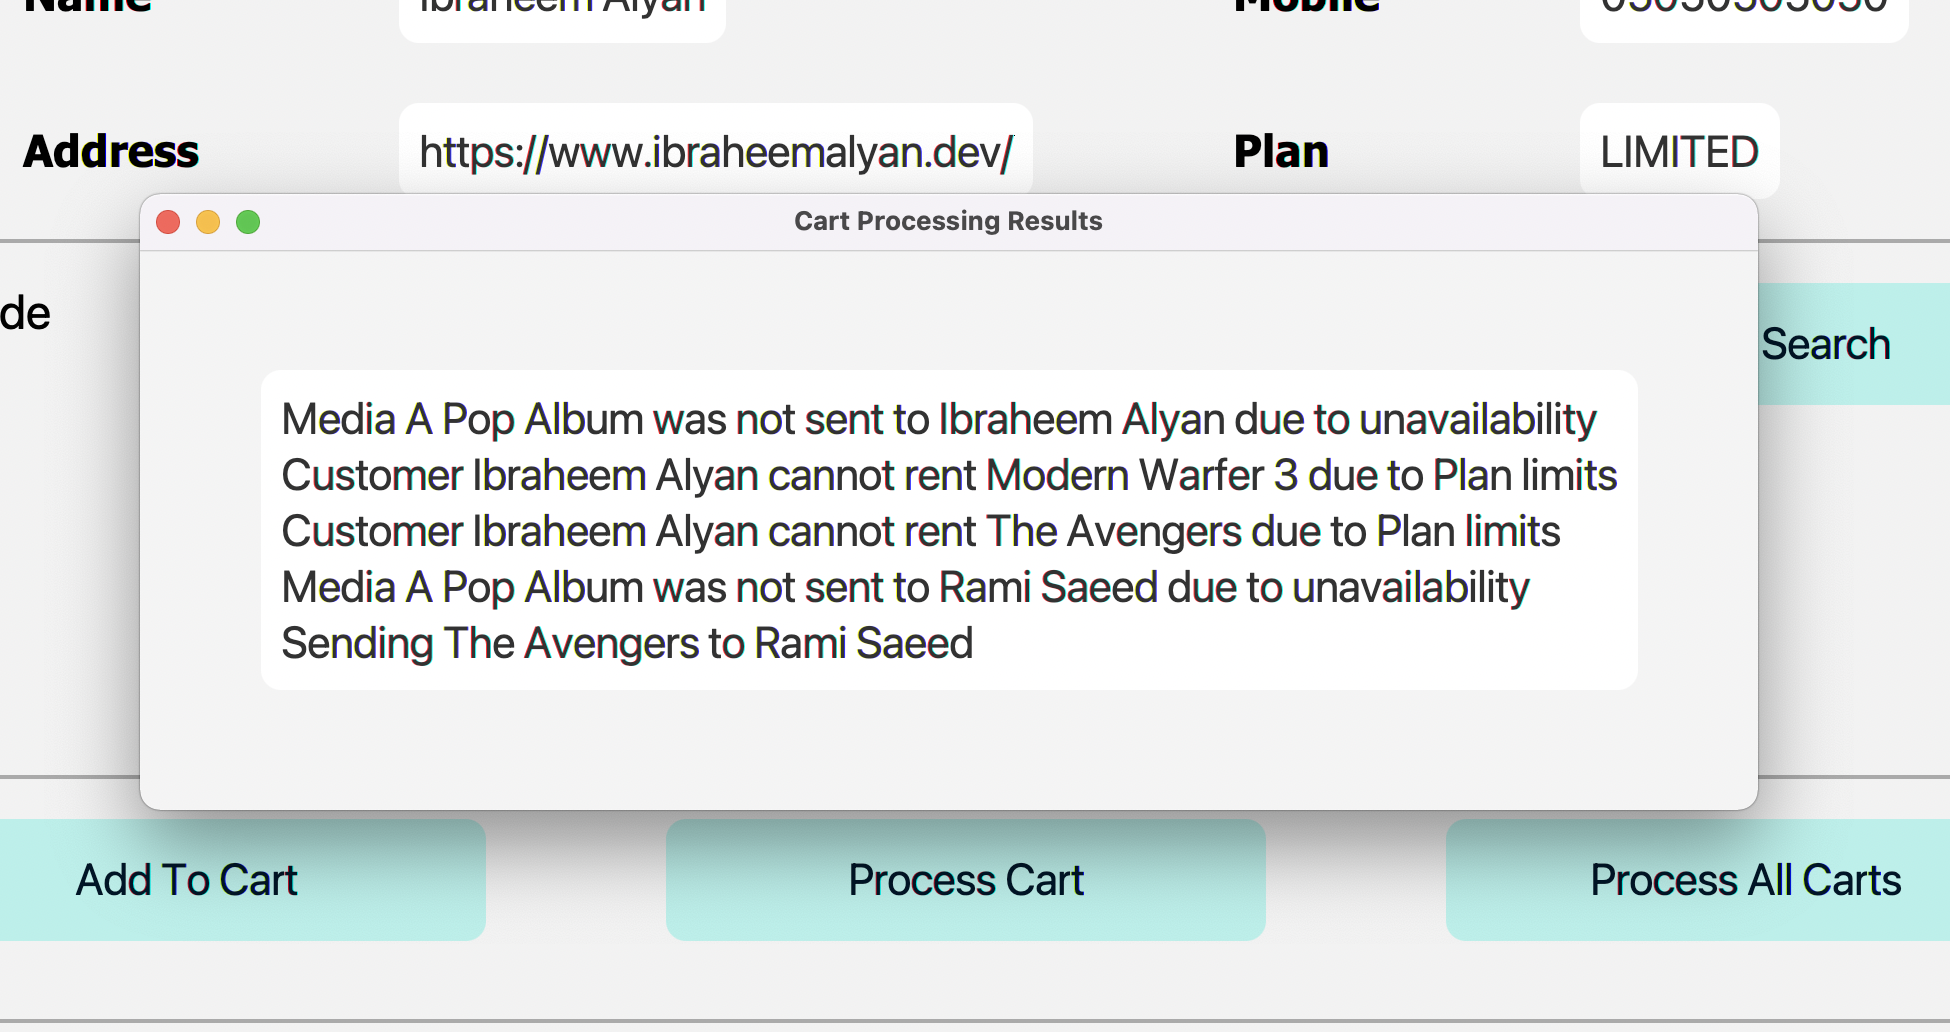 Name Ibraheem Alyan Mobile
Address https://www.ibraheemalyan.dev/ Plan LIMITED
Cart Processing Results
de
Search
Media A Pop Album was not sent to Ibraheem Alyan due to unavailability
Customer Ibraheem Alyan cannot rent Modern Warfer 3 due to Plan limits
Customer Ibraheem Alyan cannot rent The Avengers due to Plan limits
Media A Pop Album was not sent to Rami Saeed due to unavailability
Sending The Avengers to Rami Saeed
Add To Cart Process Cart Process All Carts